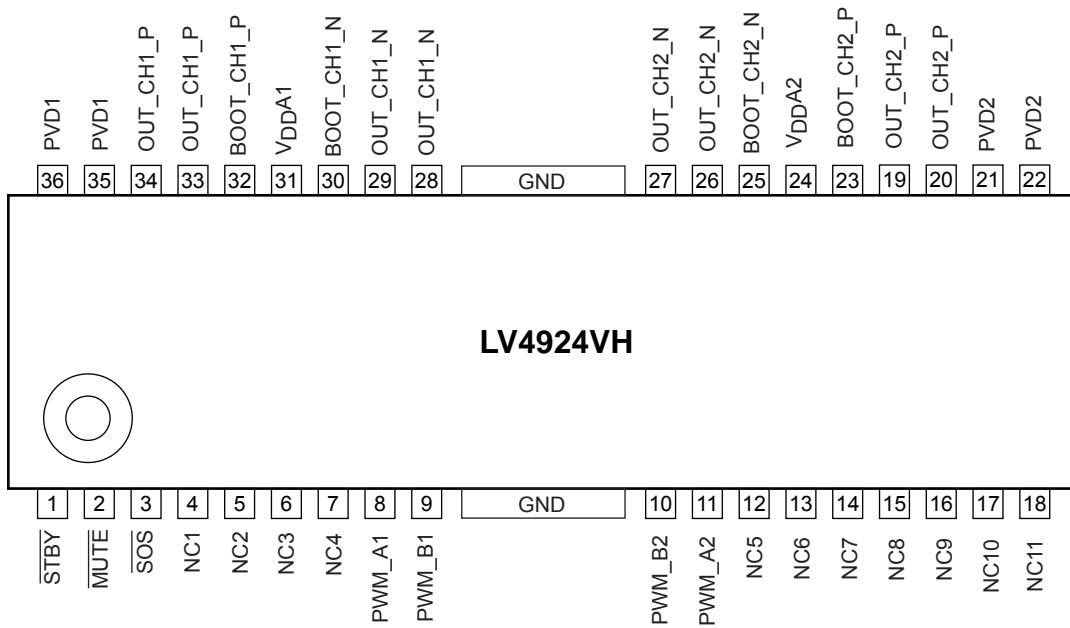 PVD1 PVD1 OUT_CH1_P OUT_CH1_P BOOT_CH1_P VDDA1 BOOT_CH1_N OUT_CH1_N OUT_CH1_N OUT_CH2_N OUT_CH2_N BOOT_CH2_N VDDA2 BOOT_CH2_P OUT_CH2_P OUT_CH2_P PVD2 PVD2
36 35 34 33 32 31 30 29 28 GND 27 26 25 24 23 19 20 21 22
LV4924VH
1 2 3 4 5 6 7 8 9 GND 10 11 12 13 14 15 16 17 18
STBY MUTE SOS NC1 NC2 NC3 NC4 PWM_A1 PWM_B1 PWM_B2 PWM_A2 NC5 NC6 NC7 NC8 NC9 NC10 NC11